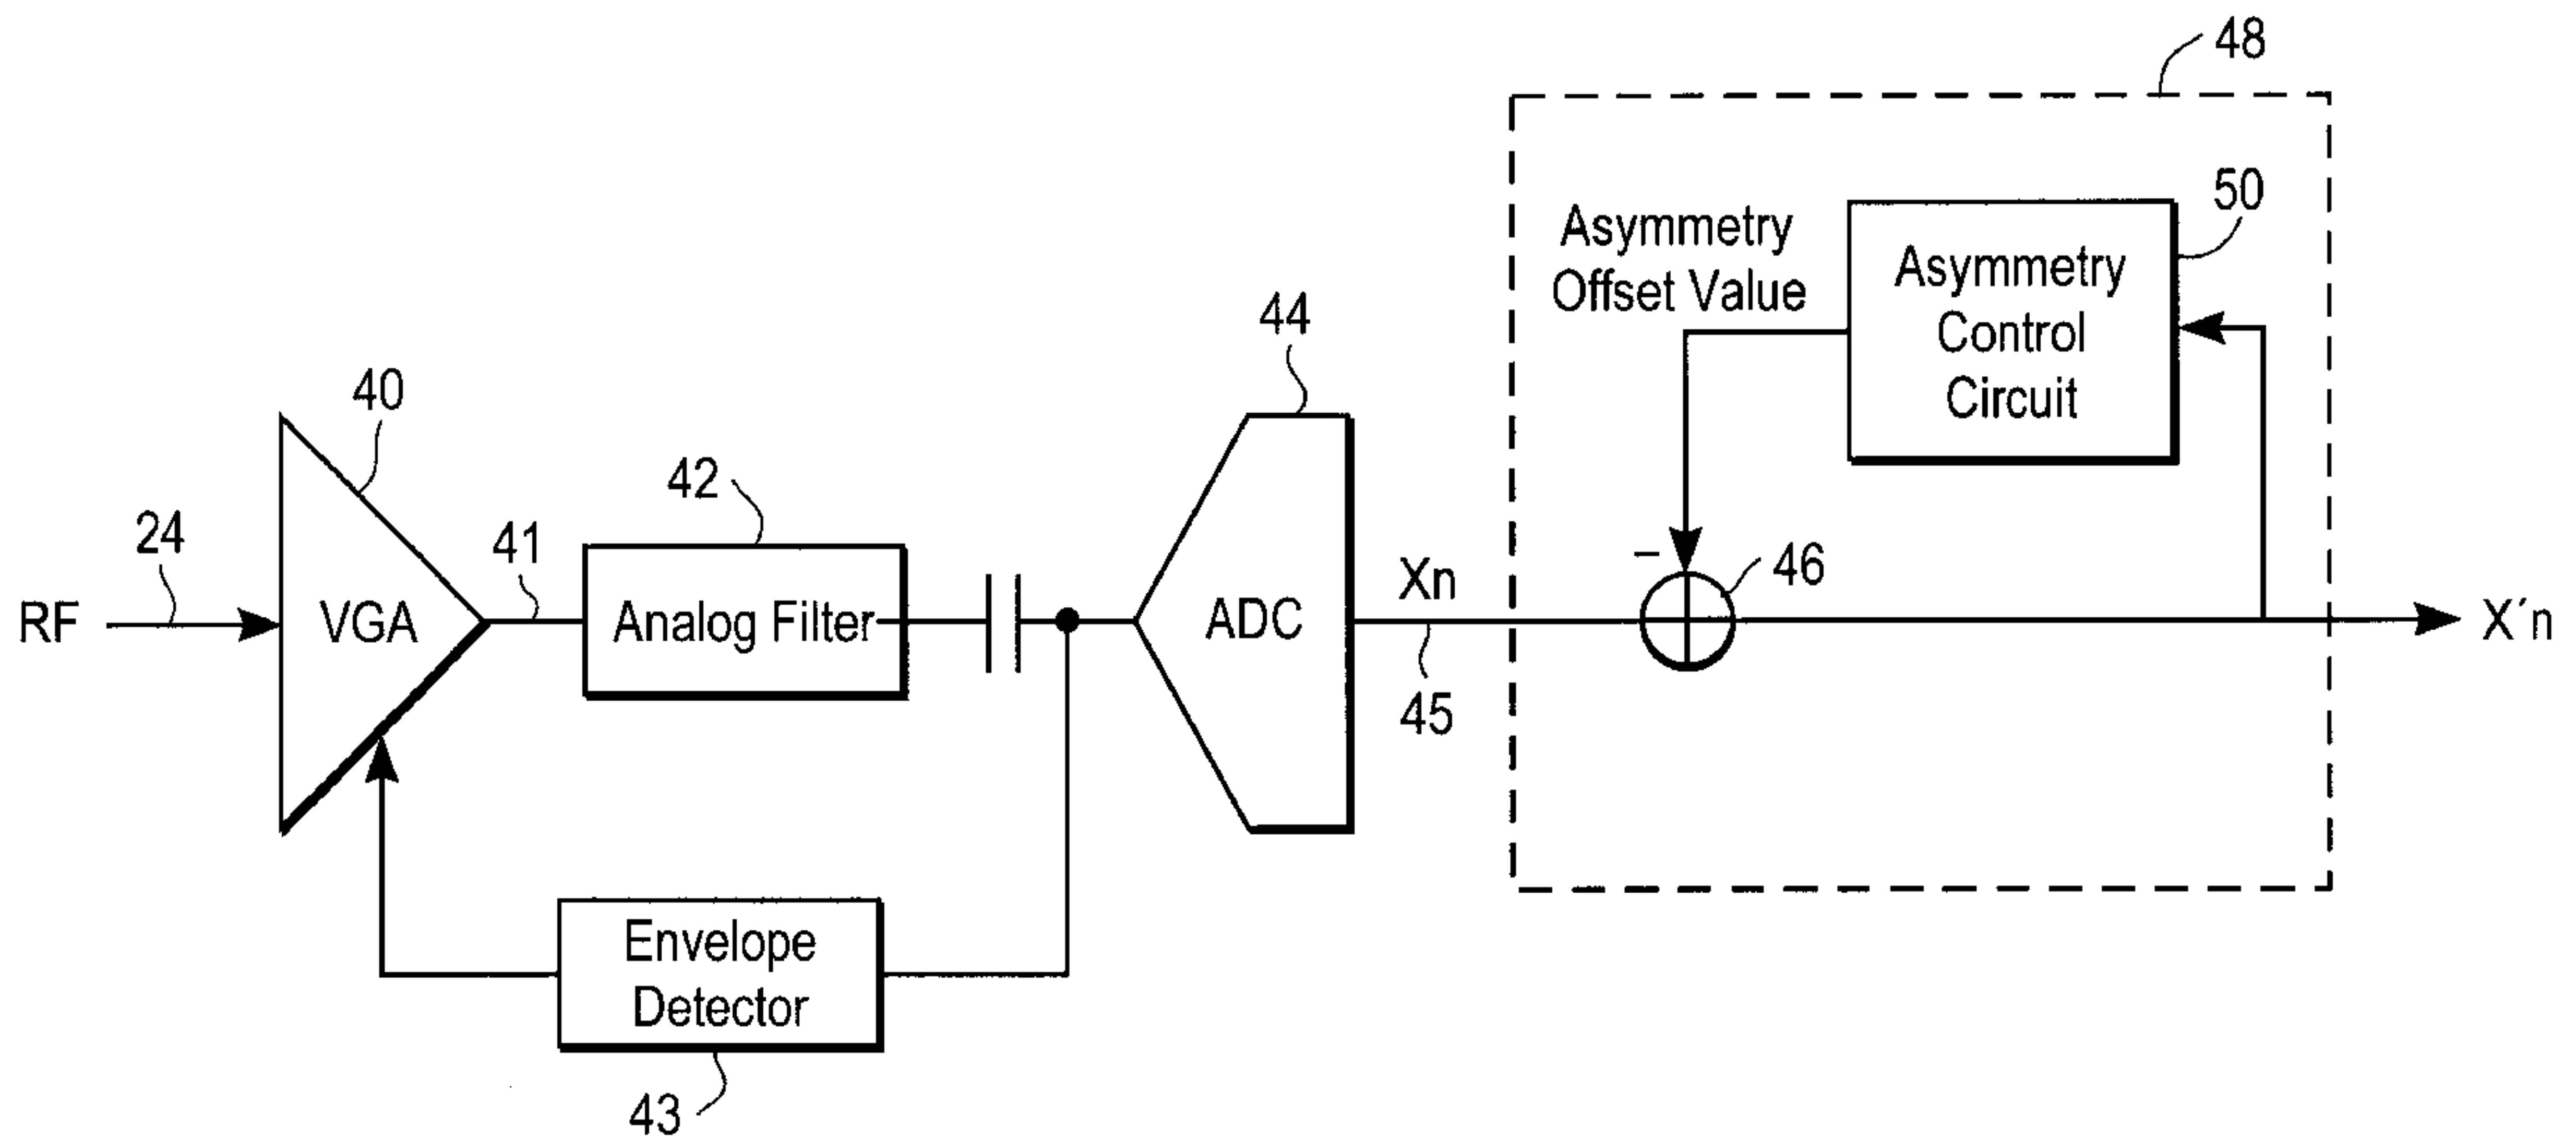 48
50
Asymmetry
Offset Value
Asymmetry
Control
Circuit
44
40
42
24
41
46
RF
VGA
Analog Filter
ADC
Xn
−
X´n
45
Envelope
Detector
43